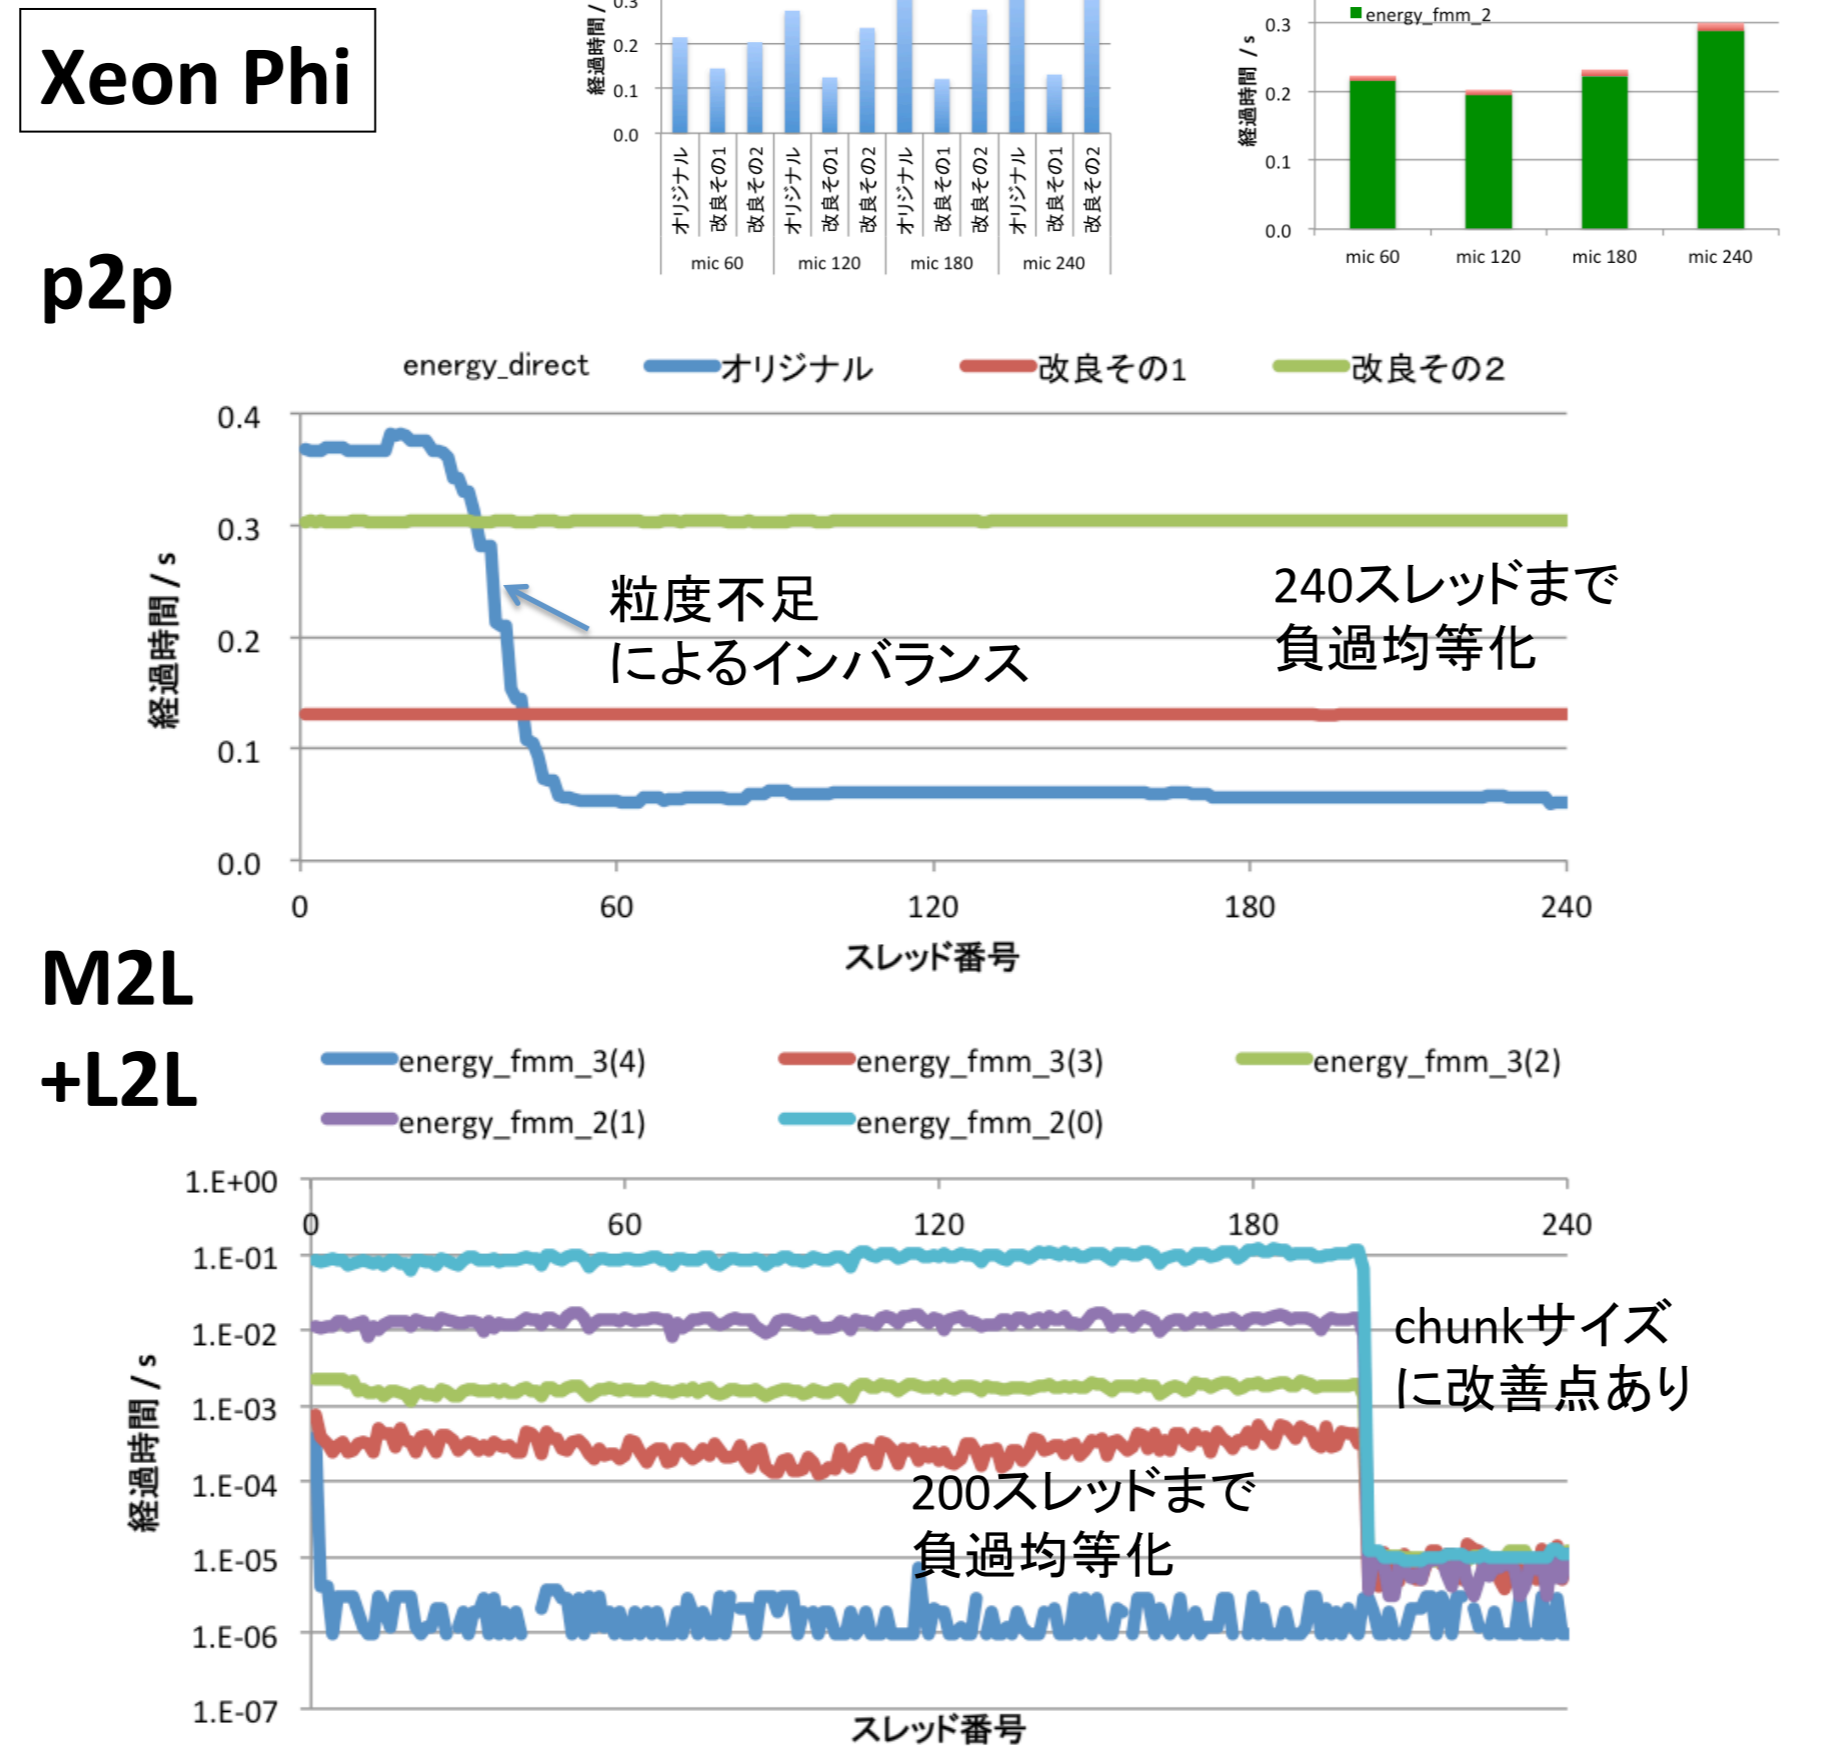 Xeon Phi
経過時間 /
0.3
0.2
0.1
0.0
オリジナル
改良その1
改良その2
オリジナル
改良その1
改良その2
オリジナル
改良その1
改良その2
オリジナル
改良その1
改良その2
mic 60
mic 120
mic 180
mic 240
energy_fmm_2
経過時間 / s
0.3
0.2
0.1
0.0
mic 60
mic 120
mic 180
mic 240
p2p
energy_direct
オリジナル
改良その1
改良その2
経過時間 / s
0.4
0.3
0.2
0.1
0.0
粒度不足
によるインバランス
240スレッドまで
負過均等化
0
60
120
180
240
スレッド番号
M2L
+L2L
energy_fmm_3(4)
energy_fmm_3(3)
energy_fmm_3(2)
energy_fmm_2(1)
energy_fmm_2(0)
経過時間 / s
1.E+00
0
60
120
180
240
1.E-01
1.E-02
1.E-03
1.E-04
1.E-05
1.E-06
1.E-07
chunkサイズ
に改善点あり
200スレッドまで
負過均等化
スレッド番号